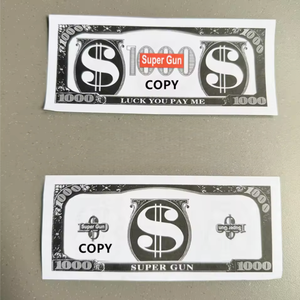 $ 1000 $
Super Gun
COPY
1000 1000
LUCK YOU PAY ME
$
Super Gun Super Gun
COPY
1000 1000
SUPER GUN